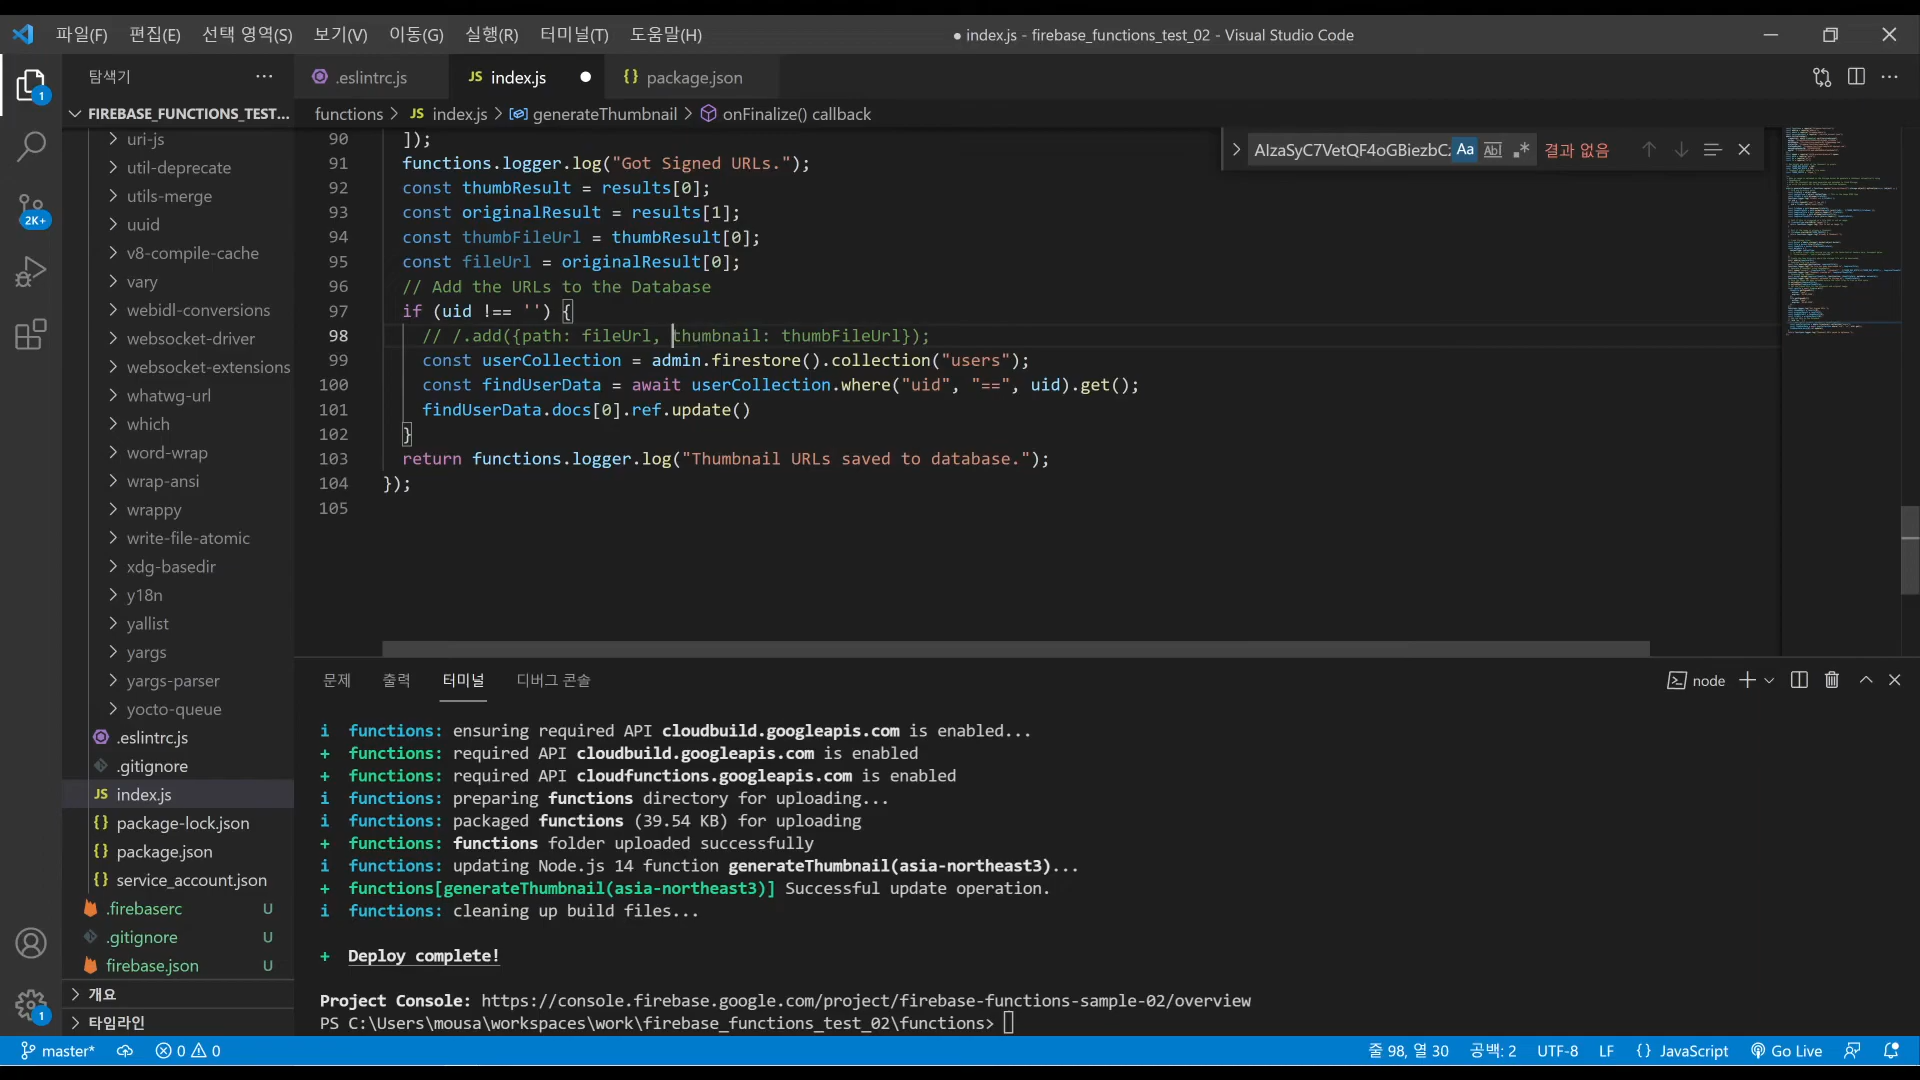 파일(F) 편집(E) 선택 영역(S) 보기(V) 이동(G) 실행(R) 터미널(T) 도움말(H)
● index.js - firebase_functions_test_02 - Visual Studio Code
탐색기 ···
.eslintrc.js
JS index.js ●
{} package.json
FIREBASE_FUNCTIONS_TEST...
functions > JS index.js > generateThumbnail > onFinalize() callback
1
2K+
1
uri-js
util-deprecate
utils-merge
uuid
v8-compile-cache
vary
webidl-conversions
websocket-driver
websocket-extensions
whatwg-url
which
word-wrap
wrap-ansi
wrappy
write-file-atomic
xdg-basedir
y18n
yallist
yargs
yargs-parser
yocto-queue
.eslintrc.js
.gitignore
JS index.js
{} package-lock.json
{} package.json
{} service_account.json
.firebaserc U
.gitignore U
firebase.json U
개요
타임라인
AIzaSyC7VetQF4oGBiezbC Aa Abl .* 결과 없음
90 ]);
91 functions.logger.log("Got Signed URLs.");
92 const thumbResult = results[0];
93 const originalResult = results[1];
94 const thumbFileUrl = thumbResult[0];
95 const fileUrl = originalResult[0];
96 // Add the URLs to the Database
97 if (uid !== '') {
98 // /.add({path: fileUrl, thumbnail: thumbFileUrl});
99 const userCollection = admin.firestore().collection("users");
100 const findUserData = await userCollection.where("uid", "==", uid).get();
101 findUserData.docs[0].ref.update()
102 }
103 return functions.logger.log("Thumbnail URLs saved to database.");
104 });
105
문제 출력 터미널 디버그 콘솔
node
i functions: ensuring required API cloudbuild.googleapis.com is enabled...
+ functions: required API cloudbuild.googleapis.com is enabled
+ functions: required API cloudfunctions.googleapis.com is enabled
i functions: preparing functions directory for uploading...
i functions: packaged functions (39.54 KB) for uploading
+ functions: functions folder uploaded successfully
i functions: updating Node.js 14 function generateThumbnail(asia-northeast3)...
+ functions[generateThumbnail(asia-northeast3)] Successful update operation.
i functions: cleaning up build files...
+ Deploy complete!
Project Console: https://console.firebase.google.com/project/firebase-functions-sample-02/overview
PS C:\Users\mousa\workspaces\work\firebase_functions_test_02\functions>
master* 0 0
줄 98, 열 30 공백: 2 UTF-8 LF {} JavaScript Go Live